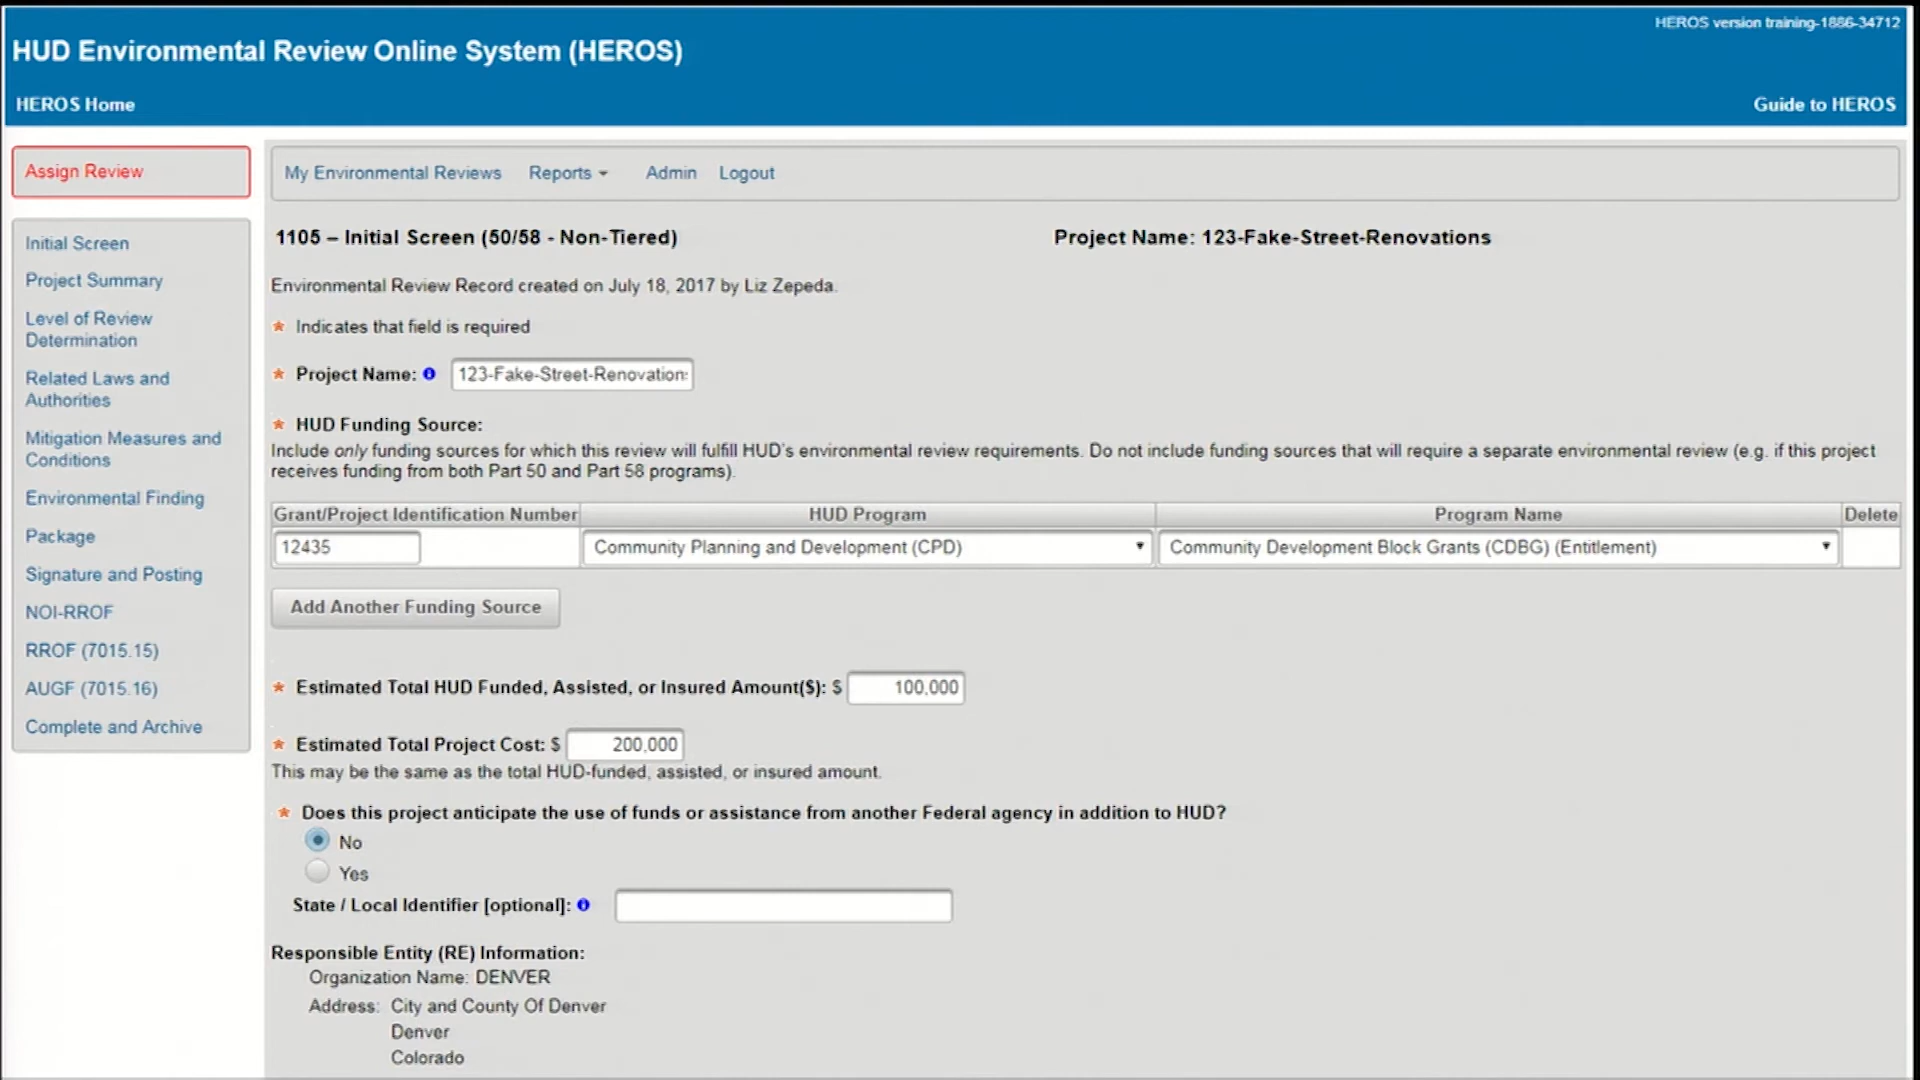 HEROS version training-1886-34712
HUD Environmental Review Online System (HEROS)
HEROS Home
Guide to HEROS
Assign Review
My Environmental Reviews
Reports
Admin
Logout
Initial Screen
Project Summary
Level of Review
Determination
Related Laws and
Authorities
Mitigation Measures and
Conditions
Environmental Finding
Package
Signature and Posting
NOI-RROF
RROF (7015.15)
AUGF (7015.16)
Complete and Archive
1105 – Initial Screen (50/58 - Non-Tiered)
Project Name: 123-Fake-Street-Renovations
Environmental Review Record created on July 18, 2017 by Liz Zepeda.
* Indicates that field is required
* Project Name: 123-Fake-Street-Renovation
* HUD Funding Source:
Include only funding sources for which this review will fulfill HUD's environmental review requirements. Do not include funding sources that will require a separate environmental review (e.g. if this project
receives funding from both Part 50 and Part 58 programs).
Grant/Project Identification Number HUD Program Program Name Delete
12435 Community Planning and Development (CPD) Community Development Block Grants (CDBG) (Entitlement)
Add Another Funding Source
* Estimated Total HUD Funded, Assisted, or Insured Amount($): $ 100,000
* Estimated Total Project Cost: $ 200,000
This may be the same as the total HUD-funded, assisted, or insured amount.
* Does this project anticipate the use of funds or assistance from another Federal agency in addition to HUD?
No
Yes
State / Local Identifier [optional]:
Responsible Entity (RE) Information:
Organization Name: DENVER
Address: City and County Of Denver
Denver
Colorado